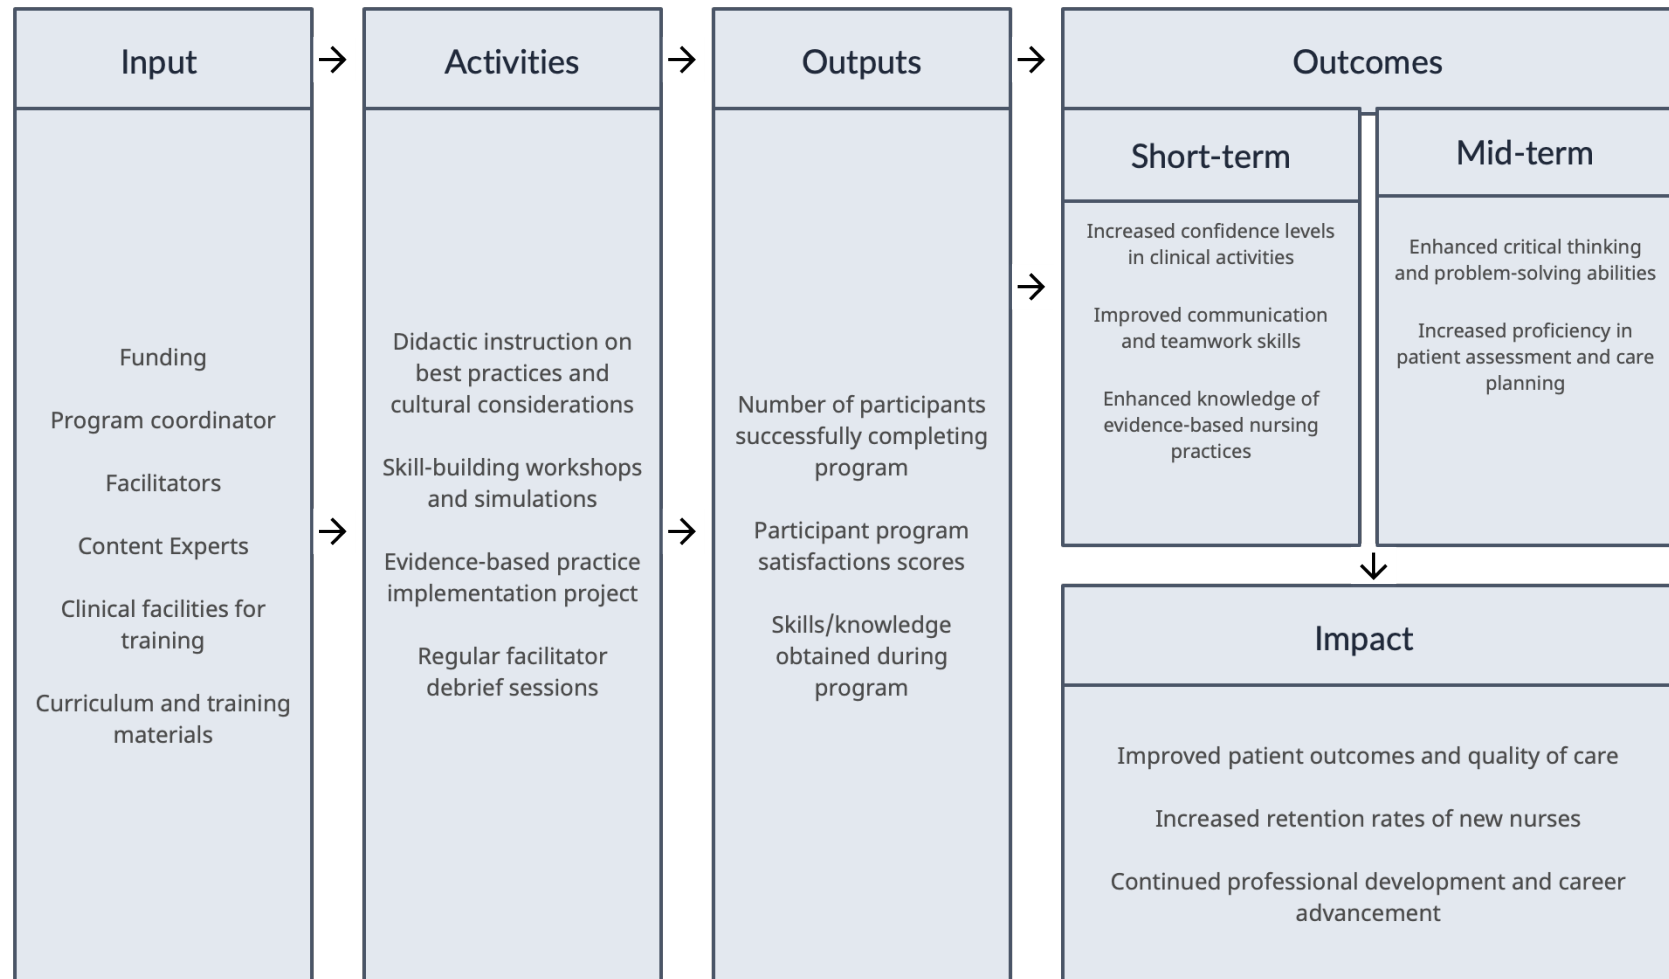 Input
Funding
Program coordinator
Facilitators
Content Experts
Clinical facilities for
training
Curriculum and training
materials
Activities
Didactic instruction on
best practices and
cultural considerations
Skill-building workshops
and simulations
Evidence-based practice
implementation project
Regular facilitator
debrief sessions
Outputs
Number of participants
successfully completing
program
Participant program
satisfactions scores
Skills/knowledge
obtained during
program
Outcomes
Short-term
Increased confidence levels
in clinical activities
Improved communication
and teamwork skills
Enhanced knowledge of
evidence-based nursing
practices
Mid-term
Enhanced critical thinking
and problem-solving abilities
Increased proficiency in
patient assessment and care
planning
Impact
Improved patient outcomes and quality of care
Increased retention rates of new nurses
Continued professional development and career
advancement